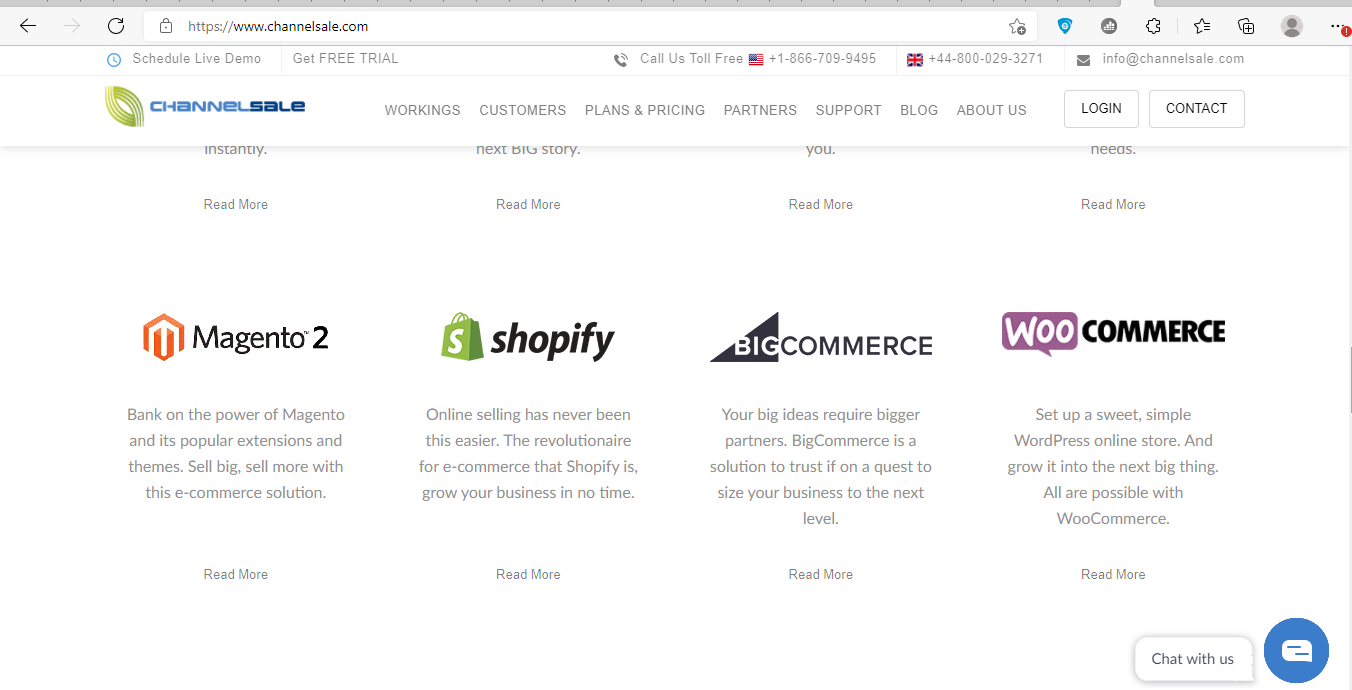 https://www.channelsale.com
Schedule Live Demo
Get FREE TRIAL
Call Us Toll Free +1-866-709-9495
+44-800-029-3271
info@channelsale.com
CHANNELSALE
WORKINGS CUSTOMERS PLANS & PRICING PARTNERS SUPPORT BLOG ABOUT US
LOGIN
CONTACT
instantly.
next BIG story.
you.
needs.
Read More
Read More
Read More
Read More
Magento™ 2
Bank on the power of Magento
and its popular extensions and
themes. Sell big, sell more with
this e-commerce solution.
Read More
shopify
Online selling has never been
this easier. The revolutionaire
for e-commerce that Shopify is,
grow your business in no time.
Read More
BIGCOMMERCE
Your big ideas require bigger
partners. BigCommerce is a
solution to trust if on a quest to
size your business to the next
level.
Read More
WOO COMMERCE
Set up a sweet, simple
WordPress online store. And
grow it into the next big thing.
All are possible with
WooCommerce.
Read More
Chat with us